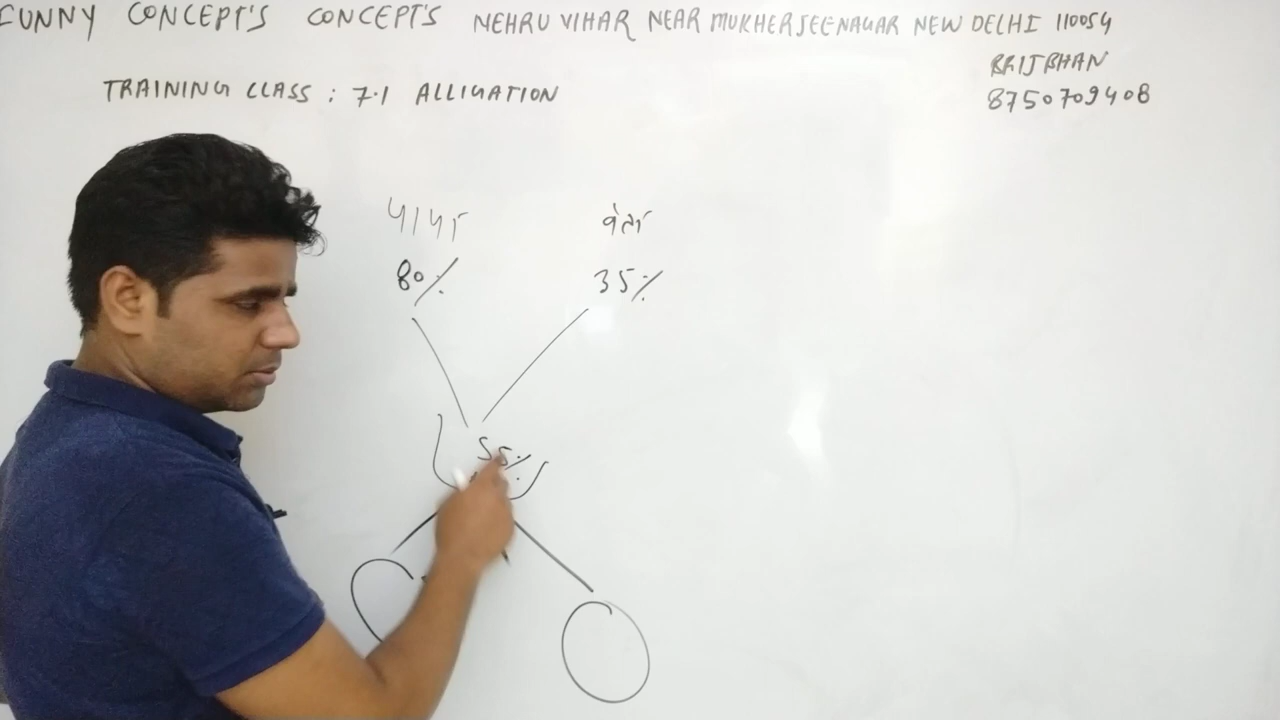 FUNNY CONCEPT'S CONCEPT'S NEHRU VIHAR NEAR MUKHERJEENAGAR NEW DELHI 110054
BRIJBHAN
TRAINING CLASS : 7.1 ALLIGATION
8750709408
पापा बेटा
80% 35%
55%